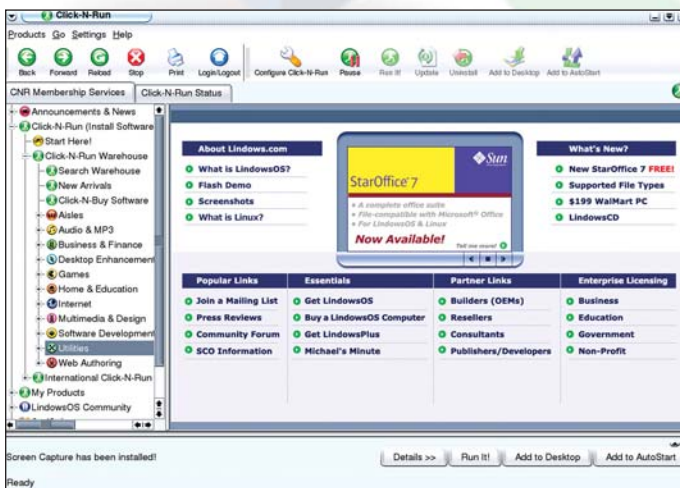 Click-N-Run
Products Go Settings Help
Back Forward Reload Stop Print Login/Logout Configure Click-N-Run Pause Run It! Update Uninstall Add to Desktop Add to AutoStart
CNR Membership Services Click-N-Run Status
Announcements & News
Click-N-Run (Install Software
Start Here!
Click-N-Run Warehouse
Search Warehouse
New Arrivals
Click-N-Buy Software
Aisles
Audio & MP3
Business & Finance
Desktop Enhancement
Games
Home & Education
Internet
Multimedia & Design
Software Development
Utilities
Web Authoring
International Click-N-Run
My Products
LindowsOS Community
About Lindows.com
What is LindowsOS?
Flash Demo
Screenshots
What is Linux?
Sun
StarOffice 7
A complete office suite
File-compatible with Microsoft® Office
For LindowsOS & Linux
Now Available!
Tell me more!
What's New?
New StarOffice 7 FREE!
Supported File Types
$199 WalMart PC
LindowsCD
Popular Links
Join a Mailing List
Press Reviews
Community Forum
SCO Information
Essentials
Get LindowsOS
Buy a LindowsOS Computer
Get LindowsPlus
Michael's Minute
Partner Links
Builders (OEMs)
Resellers
Consultants
Publishers/Developers
Enterprise Licensing
Business
Education
Government
Non-Profit
Screen Capture has been installed!
Details >> Run It! Add to Desktop Add to AutoStart
Ready